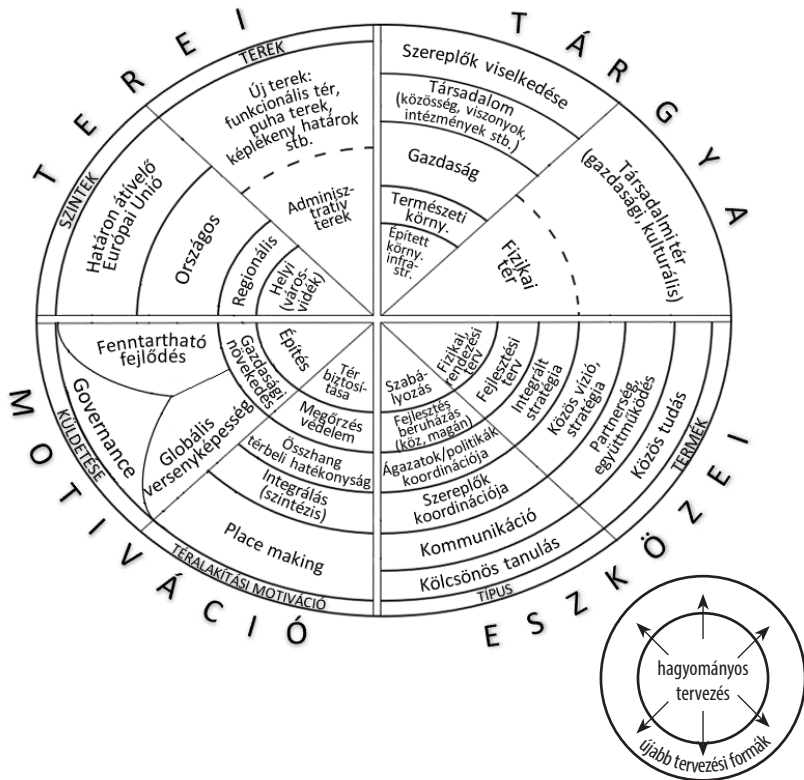 TEREI
TEREK
Új terek:
funkcionális tér,
puha terek,
képlékeny határok
stb.
Adminisz-
tratív
terek
SZINTEK
Határon átívelő
Európai Unió
Országos
Regionális
Helyi
(város-
vidék)
TÁRGYA
Szereplők viselkedése
Társadalom
(közösség, viszonyok,
intézmények stb.)
Gazdaság
Természeti
körny.
Épített
körny.
infra-
str.
Társadalmi tér
(gazdasági, kulturális)
Fizikai
tér
MOTIVÁCIÓ
KÜLDETÉSE
Fenntartható
fejlődés
Governance
Globális
versenyképesség
Gazdasági
növekedés
Építés
Tér
biztosí-
tása
Megőrzés
védelem
Összhang
térbeli hatékonyság
Integrálás
(szintézis)
Place making
TÉRALAKÍTÁSI MOTIVÁCIÓ
ESZKÖZEI
Szabá-
lyozás
Fejlesztés
beruházás
(köz, magán)
Ágazatok/politikák
koordinációja
Szereplők
koordinációja
Kommunikáció
Kölcsönös tanulás
TÍPUS
Fizikai,
rendezési
terv
Fejlesztési
terv
Integrált
stratégia
Közös vízió,
stratégia
Partnerség,
együttműködés
Közös tudás
TERMÉK
hagyományos
tervezés
újabb tervezési formák